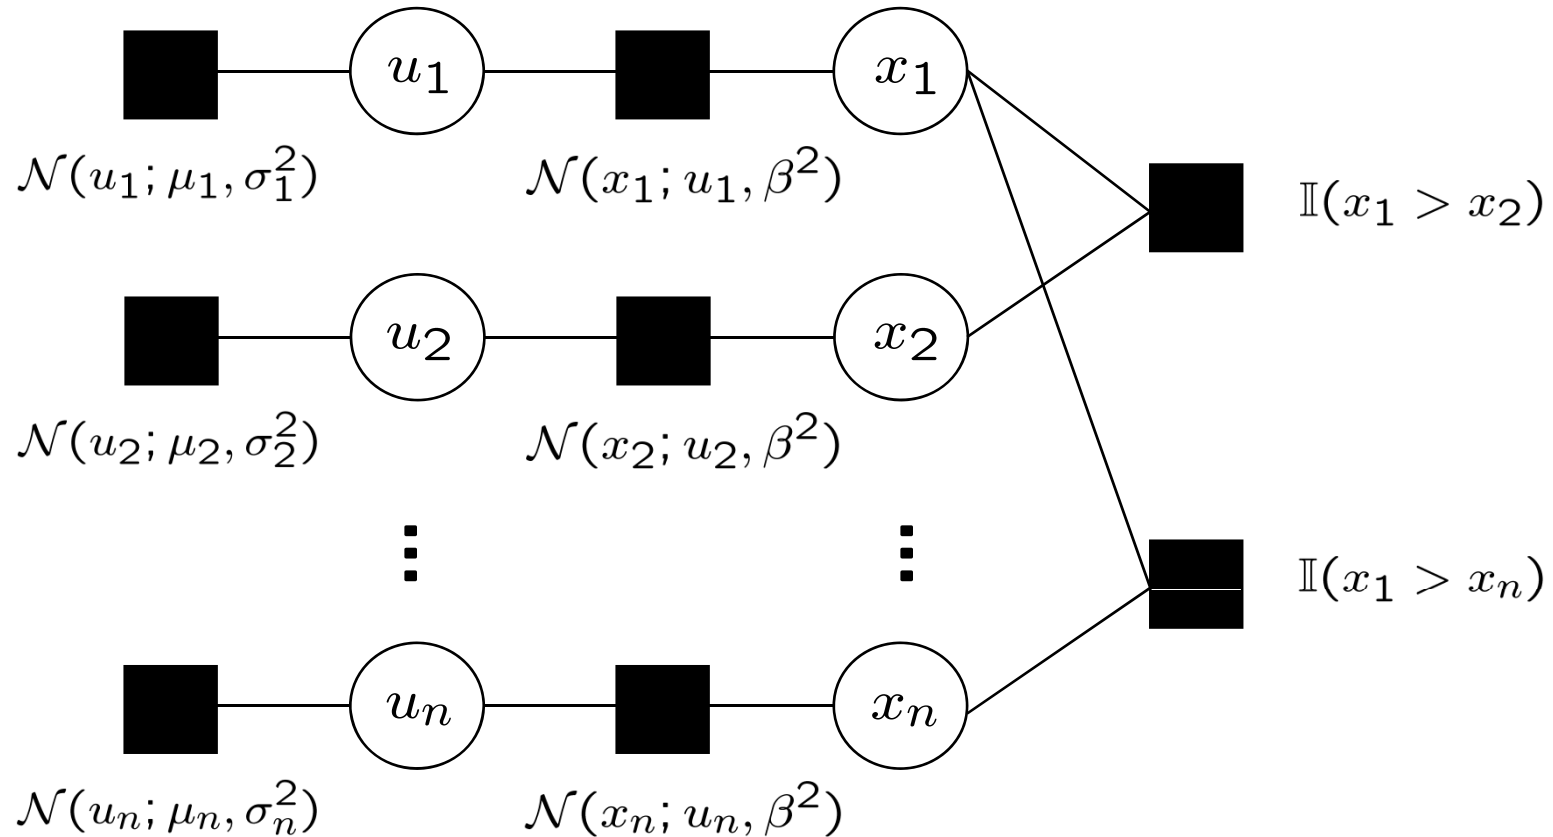 u₁ x₁
𝒩(u₁; μ₁, σ₁²) 𝒩(x₁; u₁, β²) 𝕀(x₁ > x₂)
u₂ x₂
𝒩(u₂; μ₂, σ₂²) 𝒩(x₂; u₂, β²)
⋮ ⋮ 𝕀(x₁ > xₙ)
uₙ xₙ
𝒩(uₙ; μₙ, σₙ²) 𝒩(xₙ; uₙ, β²)